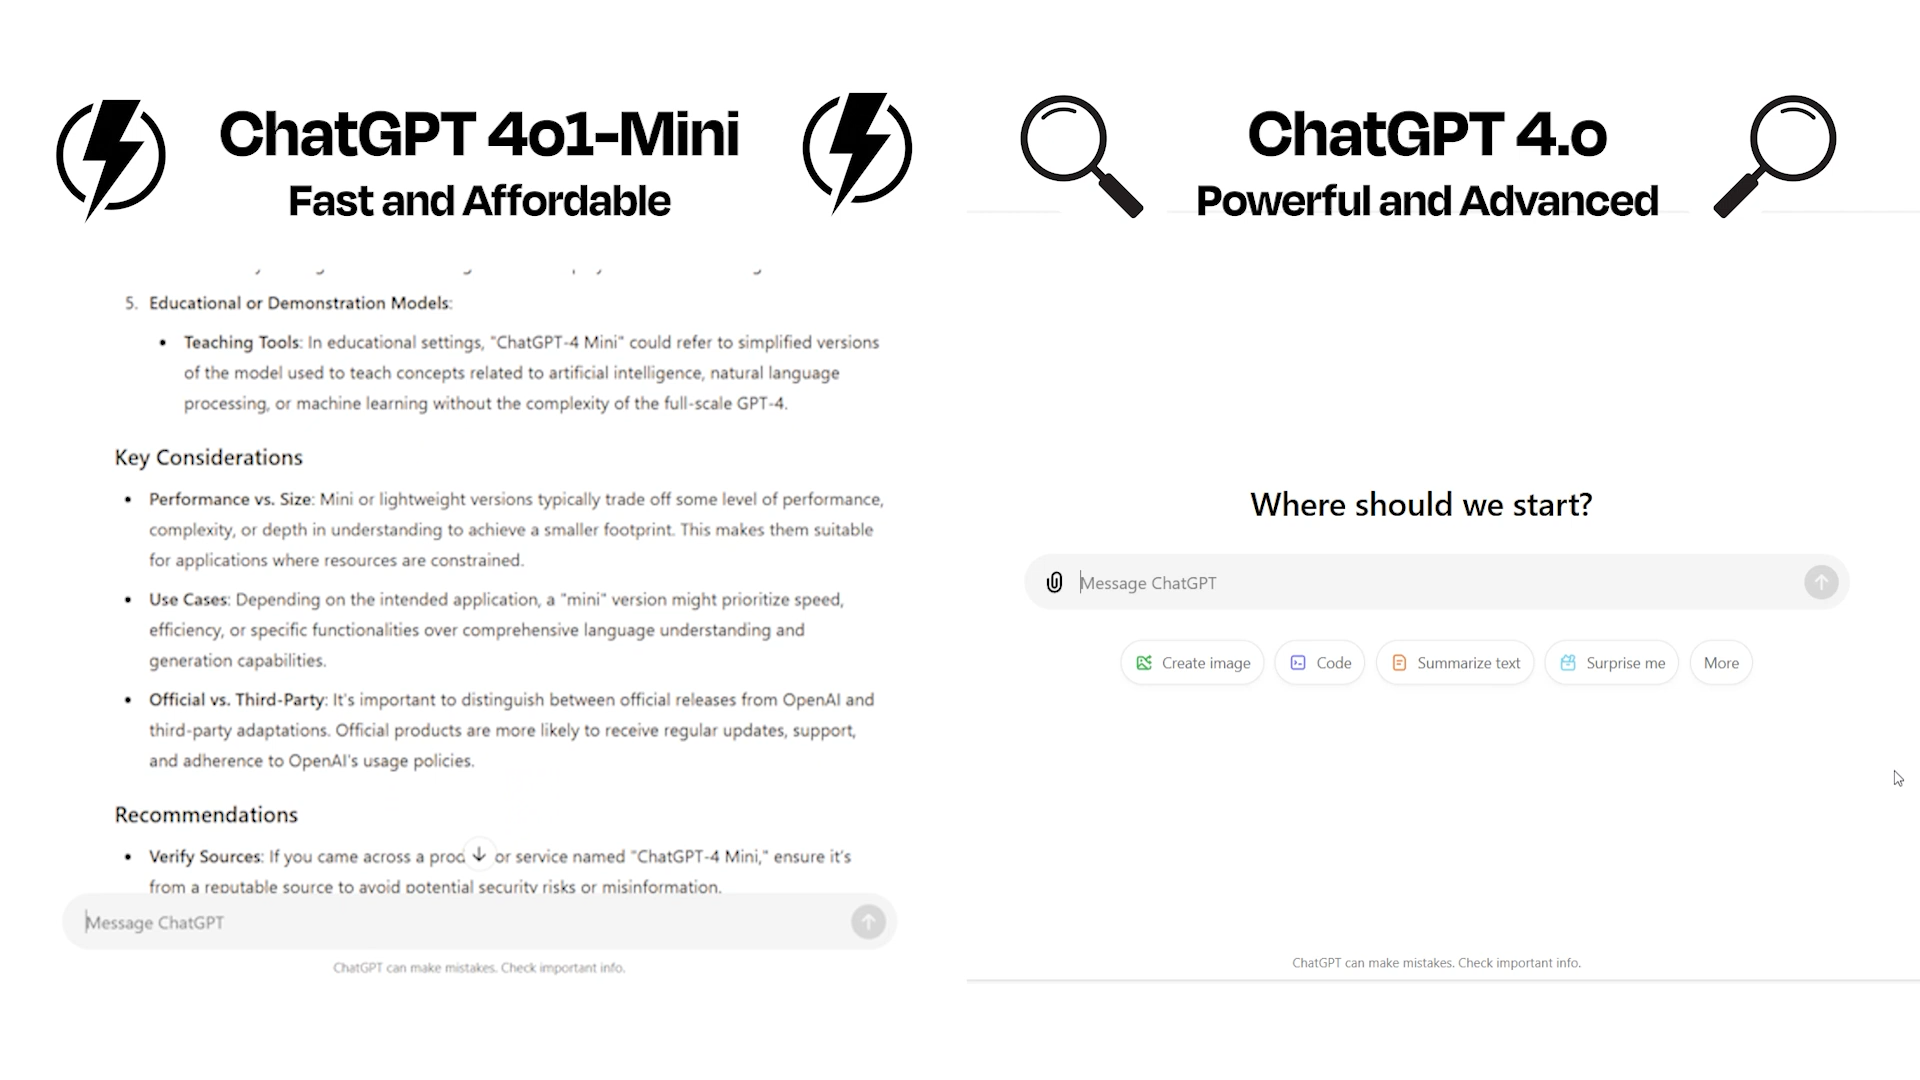 ChatGPT 4o1-Mini
Fast and Affordable
5. Educational or Demonstration Models:
• Teaching Tools: In educational settings, "ChatGPT-4 Mini" could refer to simplified versions
of the model used to teach concepts related to artificial intelligence, natural language
processing, or machine learning without the complexity of the full-scale GPT-4.
Key Considerations
• Performance vs. Size: Mini or lightweight versions typically trade off some level of performance,
complexity, or depth in understanding to achieve a smaller footprint. This makes them suitable
for applications where resources are constrained.
• Use Cases: Depending on the intended application, a "mini" version might prioritize speed,
efficiency, or specific functionalities over comprehensive language understanding and
generation capabilities.
• Official vs. Third-Party: It's important to distinguish between official releases from OpenAI and
third-party adaptations. Official products are more likely to receive regular updates, support,
and adherence to OpenAI's usage policies.
Recommendations
• Verify Sources: If you came across a or service named "ChatGPT-4 Mini," ensure it's
from a reputable source to avoid potential security risks or misinformation.
Message ChatGPT
ChatGPT can make mistakes. Check important info.
ChatGPT 4.o
Powerful and Advanced
Where should we start?
Message ChatGPT
Create image Code Summarize text Surprise me More
ChatGPT can make mistakes. Check important info.